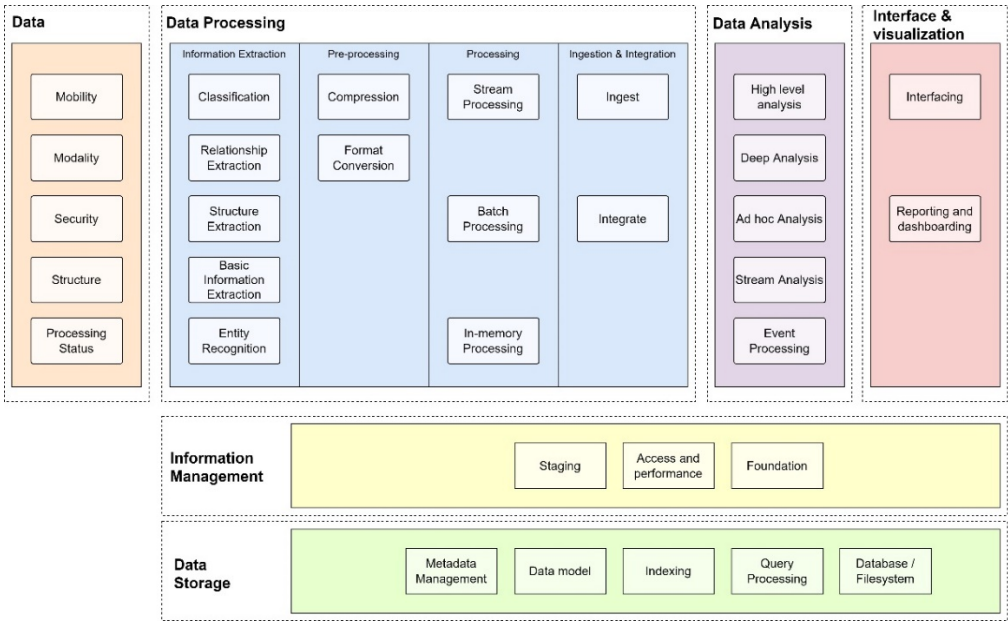 Data
Mobility
Modality
Security
Structure
Processing
Status
Data Processing
Information Extraction
Classification
Relationship
Extraction
Structure
Extraction
Basic
Information
Extraction
Entity
Recognition
Pre-processing
Compression
Format
Conversion
Processing
Stream
Processing
Batch
Processing
In-memory
Processing
Ingestion & Integration
Ingest
Integrate
Data Analysis
High level
analysis
Deep Analysis
Ad hoc Analysis
Stream Analysis
Event
Processing
Interface &
visualization
Interfacing
Reporting and
dashboarding
Information
Management
Staging
Access and
performance
Foundation
Data
Storage
Metadata
Management
Data model
Indexing
Query
Processing
Database /
Filesystem